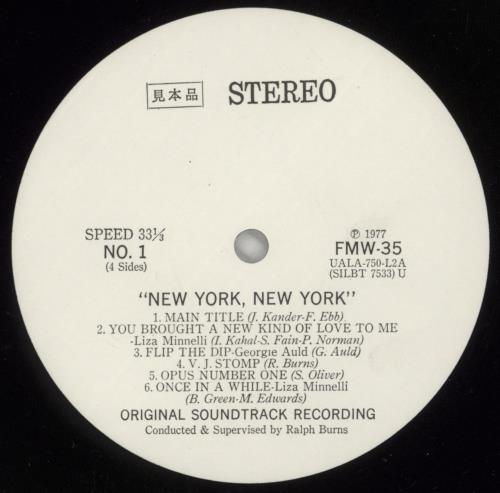 見本品 STEREO
SPEED 33⅓
NO. 1
(4 Sides)
℗ 1977
FMW-35
UALA-750-L2A
(SILBT 7533) U
"NEW YORK, NEW YORK"
1. MAIN TITLE (J. Kander-F. Ebb)
2. YOU BROUGHT A NEW KIND OF LOVE TO ME
-Liza Minnelli (I. Kahal-S. Fain-P. Norman)
3. FLIP THE DIP-Georgie Auld (G. Auld)
4. V. J. STOMP (R. Burns)
5. OPUS NUMBER ONE (S. Oliver)
6. ONCE IN A WHILE-Liza Minnelli
(B. Green-M. Edwards)
ORIGINAL SOUNDTRACK RECORDING
Conducted & Supervised by Ralph Burns